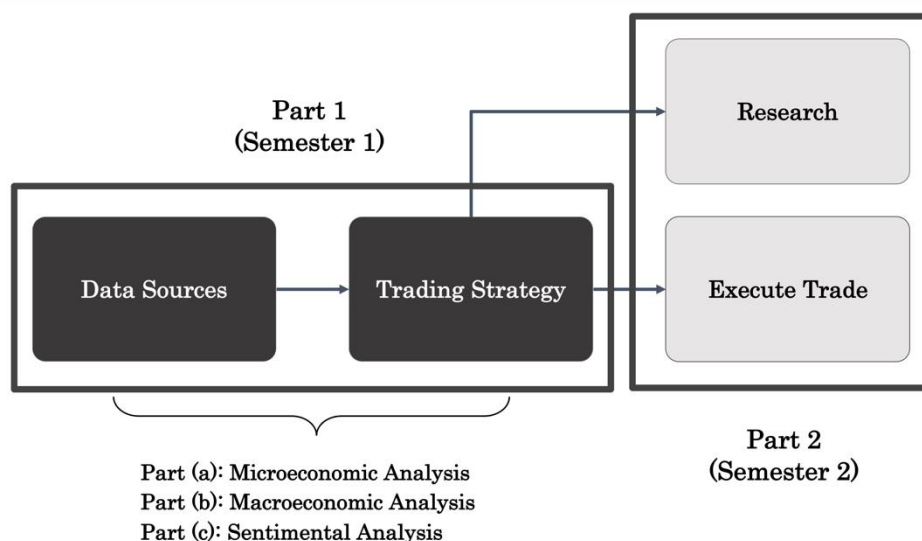 Part 1
(Semester 1)
Data Sources
Trading Strategy
Research
Execute Trade
Part 2
(Semester 2)
Part (a): Microeconomic Analysis
Part (b): Macroeconomic Analysis
Part (c): Sentimental Analysis